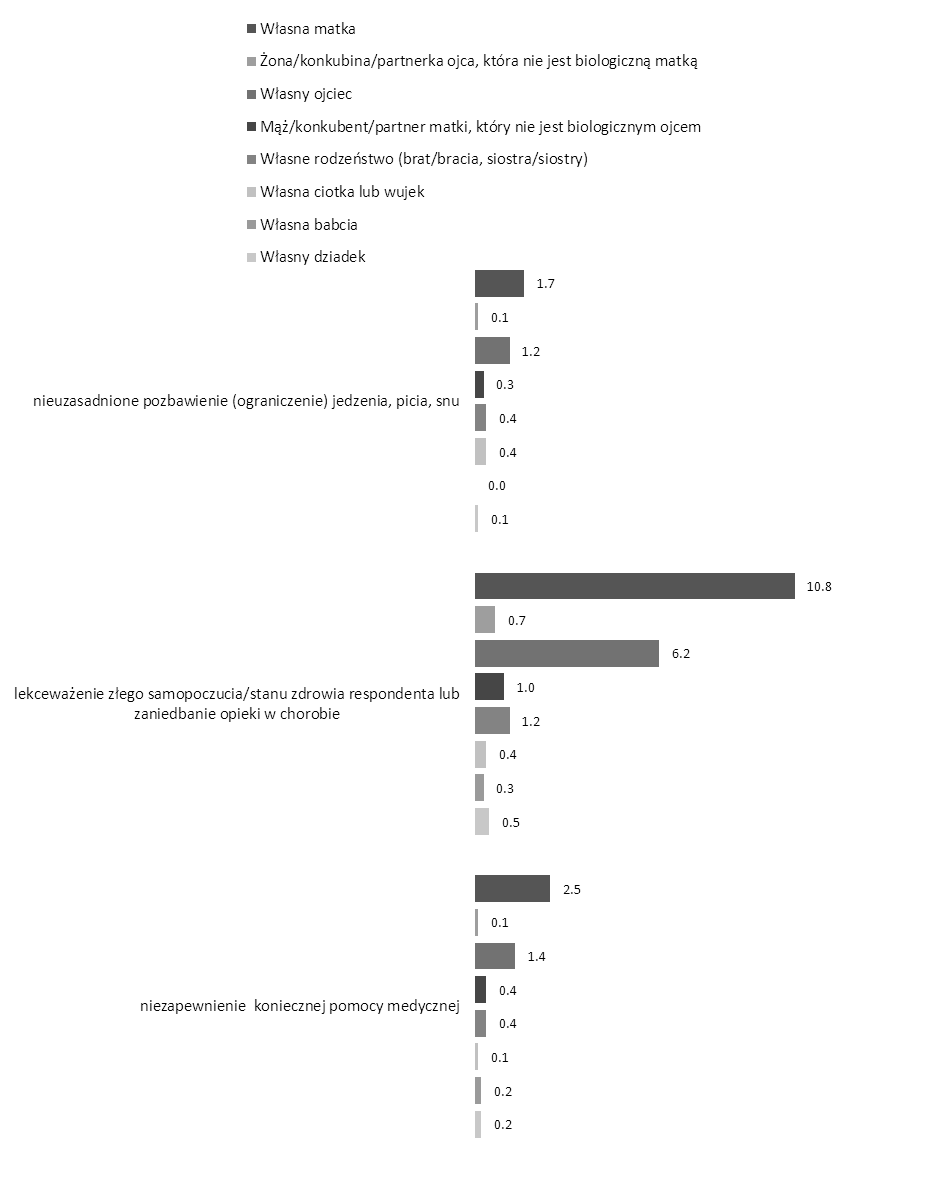 Własna matka
Żona/konkubina/partnerka ojca, która nie jest biologiczną matką
Własny ojciec
Mąż/konkubent/partner matki, który nie jest biologicznym ojcem
Własne rodzeństwo (brat/bracia, siostra/siostry)
Własna ciotka lub wujek
Własna babcia
Własny dziadek
1.7
0.1
1.2
0.3
nieuzasadnione pozbawienie (ograniczenie) jedzenia, picia, snu
0.4
0.4
0.0
0.1
10.8
0.7
6.2
1.0
lekceważenie złego samopoczucia/stanu zdrowia respondenta lub
zaniedbanie opieki w chorobie
1.2
0.4
0.3
0.5
2.5
0.1
1.4
0.4
niezapewnienie  koniecznej pomocy medycznej
0.4
0.1
0.2
0.2